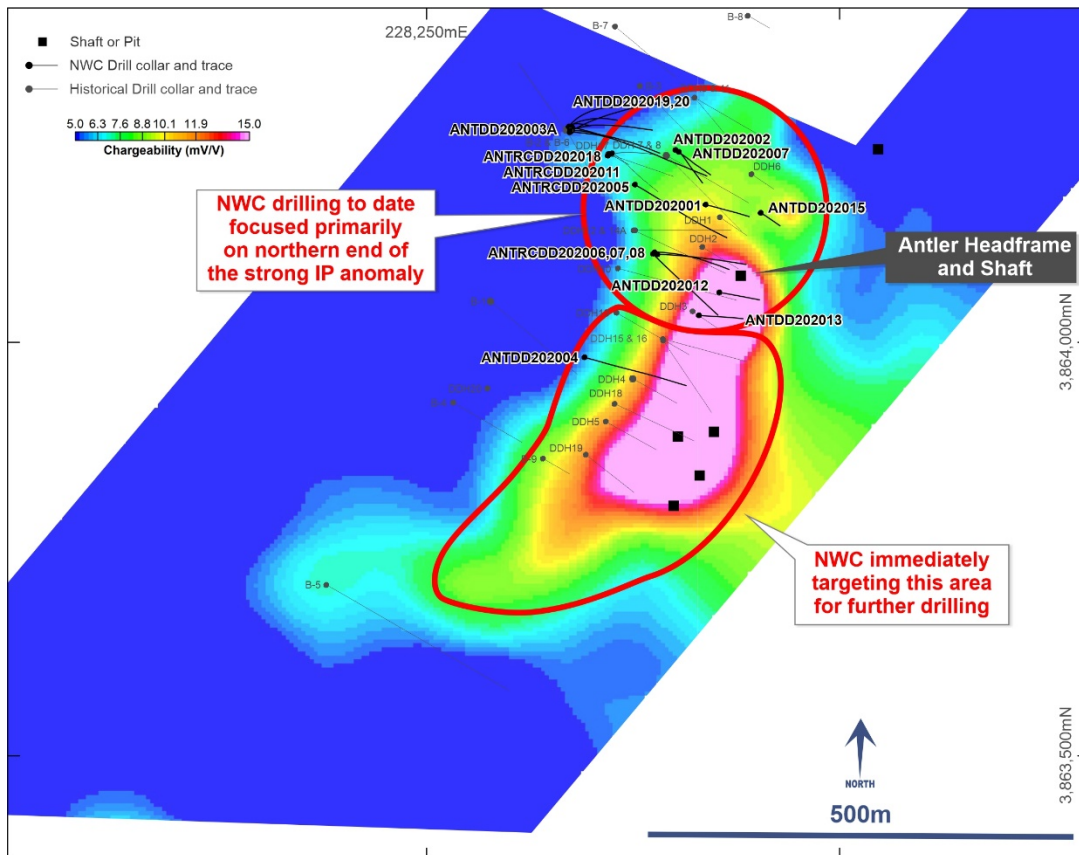 228,250mE
B-7
B-8
Shaft or Pit
NWC Drill collar and trace
Historical Drill collar and trace
5.0 6.3 7.6 8.8 10.1 11.9 15.0
Chargeability (mV/V)
ANTDD202019,20
ANTDD202003A
B-6
ANTDD202002
ANTRCDD202018
DDH 7 & 8
ANTDD202007
ANTRCDD202011
DDH6
ANTRCDD202005
ANTDD202001
ANTDD202015
DDH1
NWC drilling to date
focused primarily
on northern end of
the strong IP anomaly
DDH2
ANTRCDD202006,07,08
Antler Headframe
and Shaft
ANTDD202012
DDH3
ANTDD202013
DDH15 & 16
ANTDD202004
3,864,000mN
DDH4
DDH18
DDH5
DDH19
B-9
NWC immediately
targeting this area
for further drilling
B-5
3,863,500mN
NORTH
500m